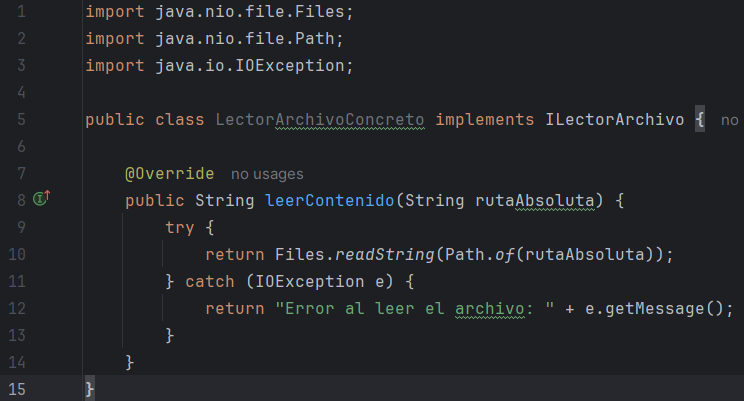 1 import java.nio.file.Files;
2 import java.nio.file.Path;
3 import java.io.IOException;
4
5 public class LectorArchivoConcreto implements ILectorArchivo { no
6
7 @Override no usages
8 public String leerContenido(String rutaAbsoluta) {
9 try {
10 return Files.readString(Path.of(rutaAbsoluta));
11 } catch (IOException e) {
12 return "Error al leer el archivo: " + e.getMessage();
13 }
14 }
15 }